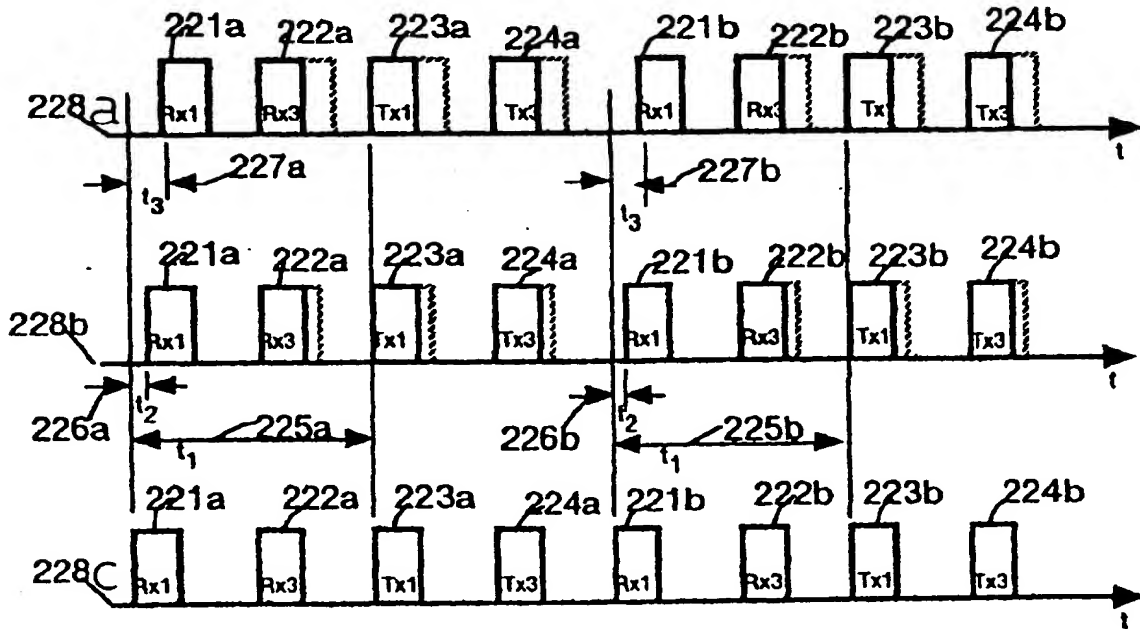 221a 222a 223a 224a 221b 222b 223b 224b
228a Rx1 Rx3 Tx1 Tx3 Rx1 Rx3 Tx Tx3
t
t3 227a t3 227b
221a 222a 223a 224a 221b 222b 223b 224b
228b Rx1 Rx3 Tx1 Tx3 Rx1 Rx3 Tx1 Tx3
t
226a t2 225a 226b t2 225b
t1 t1
221a 222a 223a 224a 221b 222b 223b 224b
228c Rx1 Rx3 Tx1 Tx3 Rx1 Rx3 Tx1 Tx3
t